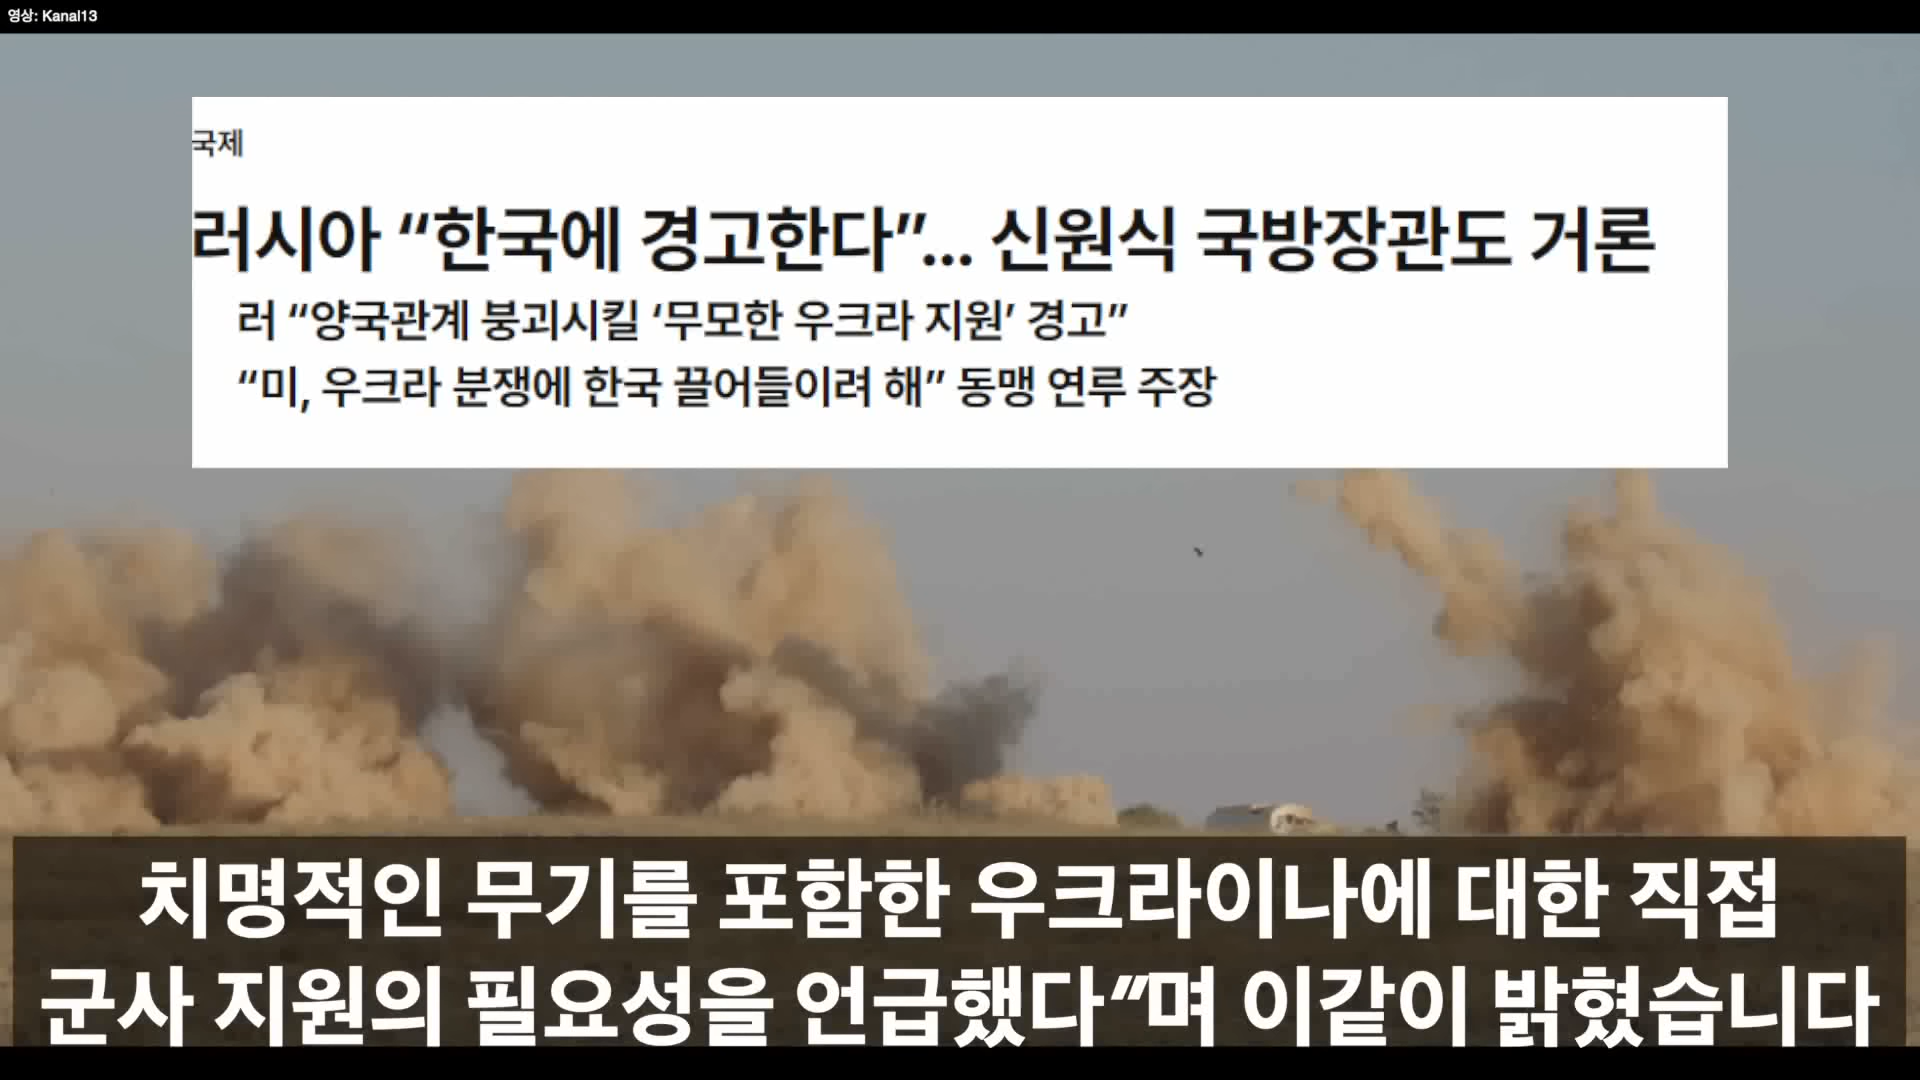 영상: Kanal13
국제
러시아 “한국에 경고한다”... 신원식 국방장관도 거론
러 “양국관계 붕괴시킬 ‘무모한 우크라 지원’ 경고”
“미, 우크라 분쟁에 한국 끌어들이려 해” 동맹 연루 주장
치명적인 무기를 포함한 우크라이나에 대한 직접
군사 지원의 필요성을 언급했다“며 이같이 밝혔습니다